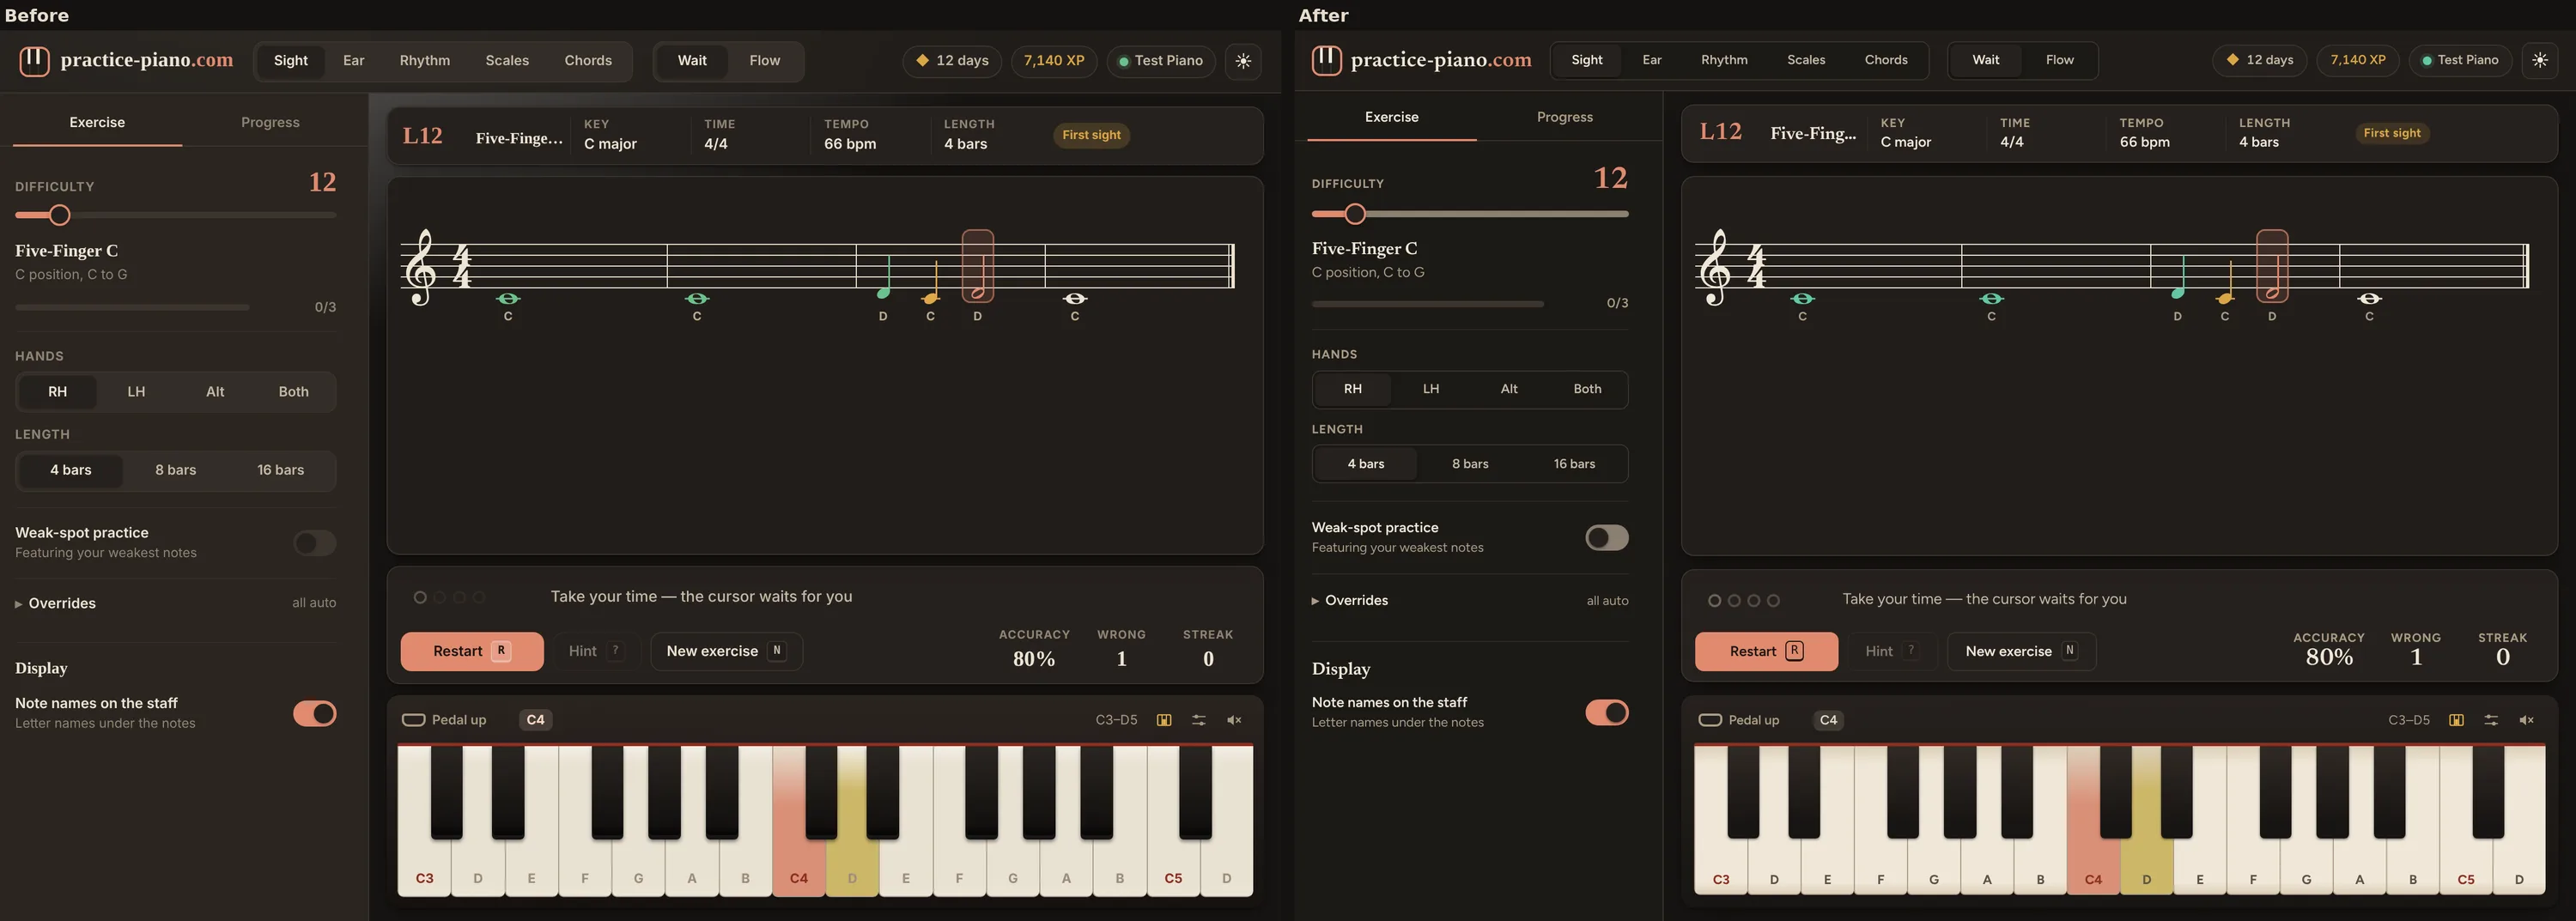 Before
practice-piano.com Sight Ear Rhythm Scales Chords Wait Flow 12 days 7,140 XP Test Piano
Exercise Progress
DIFFICULTY 12
Five-Finger C
C position, C to G
0/3
HANDS
RH LH Alt Both
LENGTH
4 bars 8 bars 16 bars
Weak-spot practice
Featuring your weakest notes
Overrides all auto
Display
Note names on the staff
Letter names under the notes
L12 Five-Finge...
KEY
C major
TIME
4/4
TEMPO
66 bpm
LENGTH
4 bars
First sight
4
4
C C D C D C
Take your time — the cursor waits for you
Restart R Hint ? New exercise N
ACCURACY
80%
WRONG
1
STREAK
0
Pedal up C4 C3–D5
C3 D E F G A B C4 D E F G A B C5 D
After
practice-piano.com Sight Ear Rhythm Scales Chords Wait Flow 12 days 7,140 XP Test Piano
Exercise Progress
DIFFICULTY 12
Five-Finger C
C position, C to G
0/3
HANDS
RH LH Alt Both
LENGTH
4 bars 8 bars 16 bars
Weak-spot practice
Featuring your weakest notes
Overrides all auto
Display
Note names on the staff
Letter names under the notes
L12 Five-Fing...
KEY
C major
TIME
4/4
TEMPO
66 bpm
LENGTH
4 bars
First sight
4
4
C C D C D C
Take your time — the cursor waits for you
Restart R Hint ? New exercise N
ACCURACY
80%
WRONG
1
STREAK
0
Pedal up C4 C3–D5
C3 D E F G A B C4 D E F G A B C5 D